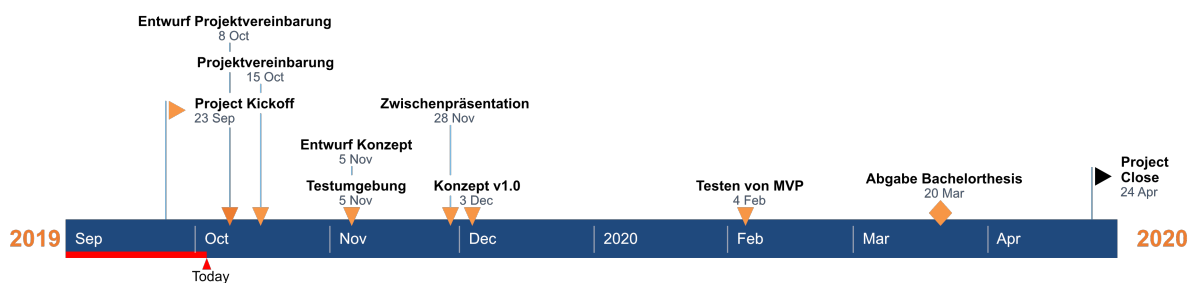 Entwurf Projektvereinbarung
8 Oct
Projektvereinbarung
15 Oct
Project Kickoff
23 Sep
Zwischenpräsentation
28 Nov
Entwurf Konzept
5 Nov
Testumgebung
5 Nov
Konzept v1.0
3 Dec
Testen von MVP
4 Feb
Abgabe Bachelorthesis
20 Mar
Project
Close
24 Apr
2019
Sep
Oct
Nov
Dec
2020
Feb
Mar
Apr
2020
Today